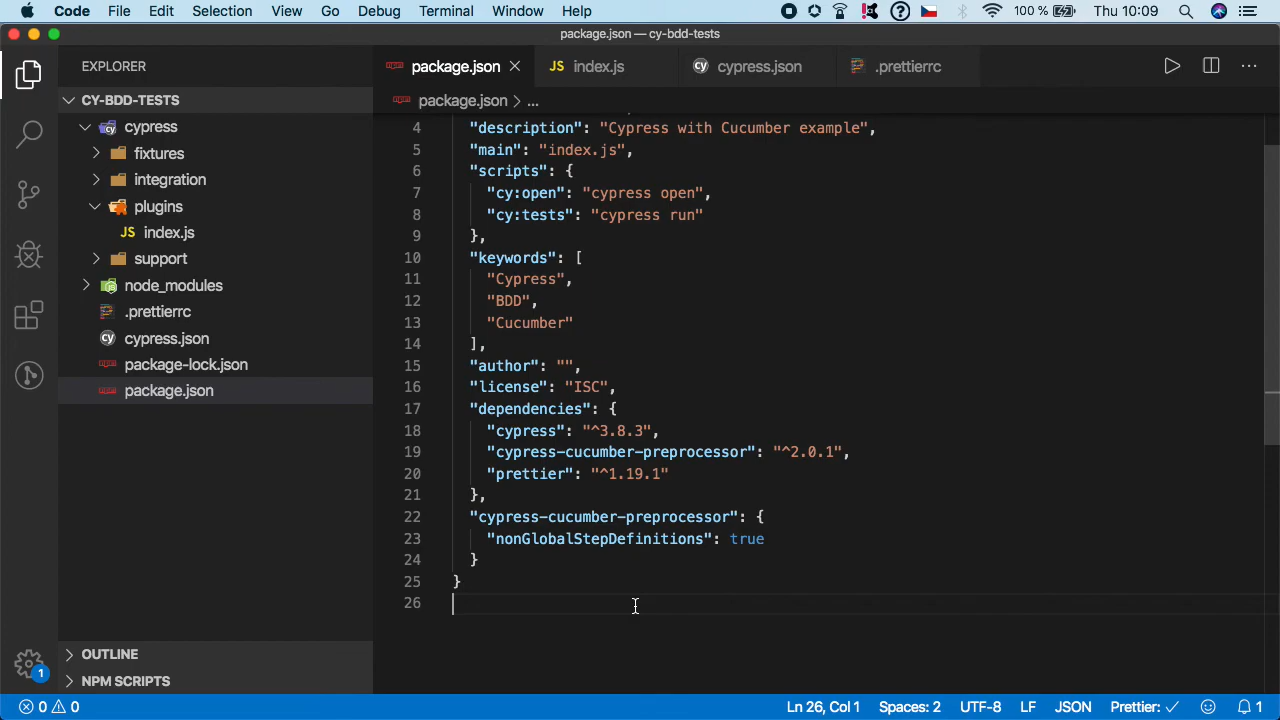 Code File Edit Selection View Go Debug Terminal Window Help 100 % Thu 10:09
package.json — cy-bdd-tests
EXPLORER
package.json
JS index.js
cy cypress.json
.prettierrc
CY-BDD-TESTS
package.json > ...
cypress
fixtures
integration
plugins
JS index.js
support
node_modules
.prettierrc
cy cypress.json
package-lock.json
package.json
OUTLINE
NPM SCRIPTS
1
4 "description": "Cypress with Cucumber example",
5 "main": "index.js",
6 "scripts": {
7 "cy:open": "cypress open",
8 "cy:tests": "cypress run"
9 },
10 "keywords": [
11 "Cypress",
12 "BDD",
13 "Cucumber"
14 ],
15 "author": "",
16 "license": "ISC",
17 "dependencies": {
18 "cypress": "^3.8.3",
19 "cypress-cucumber-preprocessor": "^2.0.1",
20 "prettier": "^1.19.1"
21 },
22 "cypress-cucumber-preprocessor": {
23 "nonGlobalStepDefinitions": true
24 }
25 }
26
0 0 Ln 26, Col 1 Spaces: 2 UTF-8 LF JSON Prettier: ✓ 1